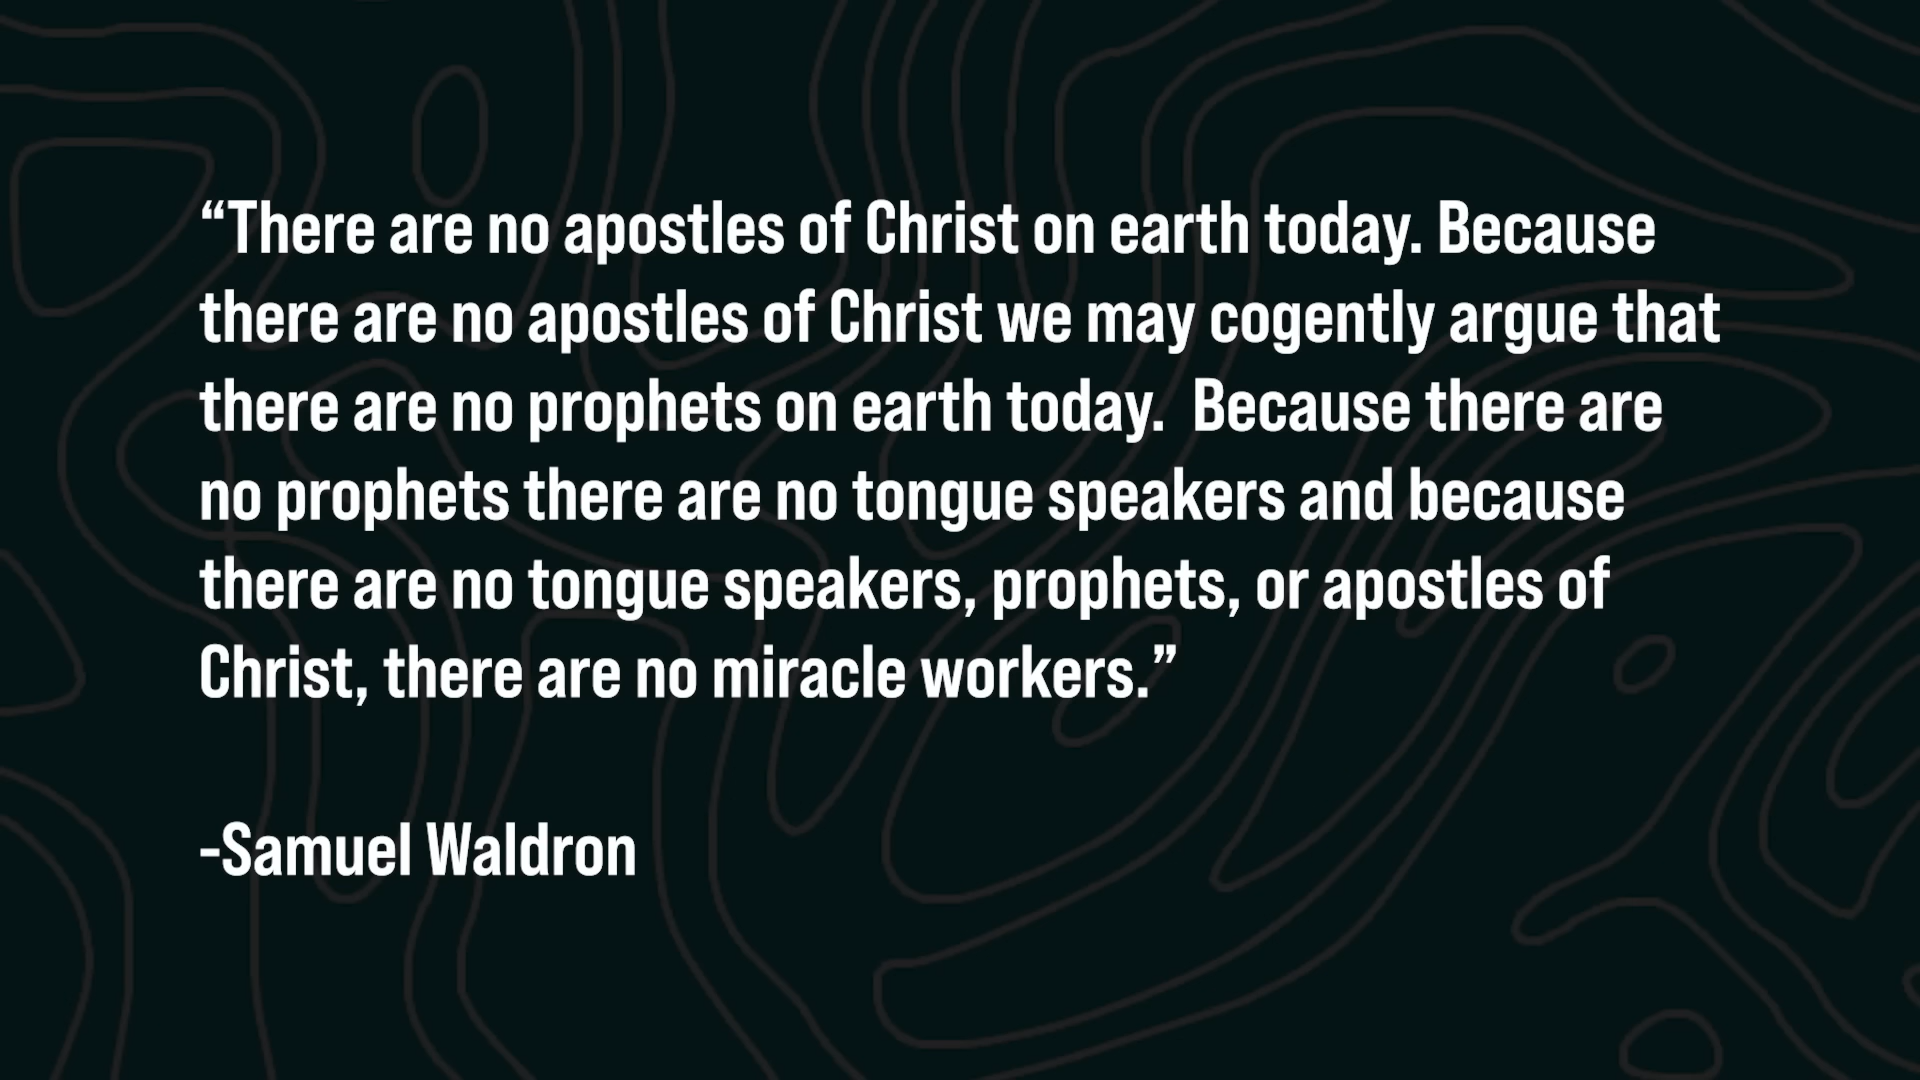 “There are no apostles of Christ on earth today. Because
there are no apostles of Christ we may cogently argue that
there are no prophets on earth today.  Because there are
no prophets there are no tongue speakers and because
there are no tongue speakers, prophets, or apostles of
Christ, there are no miracle workers.”
-Samuel Waldron